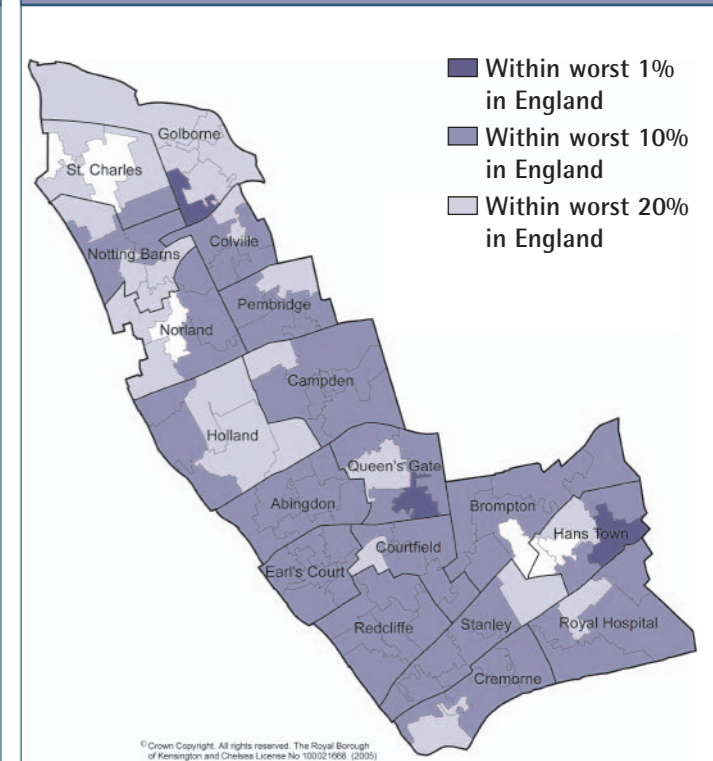 Within worst 1%
in England
Within worst 10%
in England
Within worst 20%
in England
Golborne
St. Charles
Colville
Notting Barns
Pembridge
Norland
Campden
Holland
Queen's Gate
Abingdon
Brompton
Hans Town
Courtfield
Earl's Court
Redcliffe
Stanley
Royal Hospital
Cremorne
© Crown Copyright. All rights reserved. The Royal Borough
of Kensington and Chelsea License No 100021668 (2005)